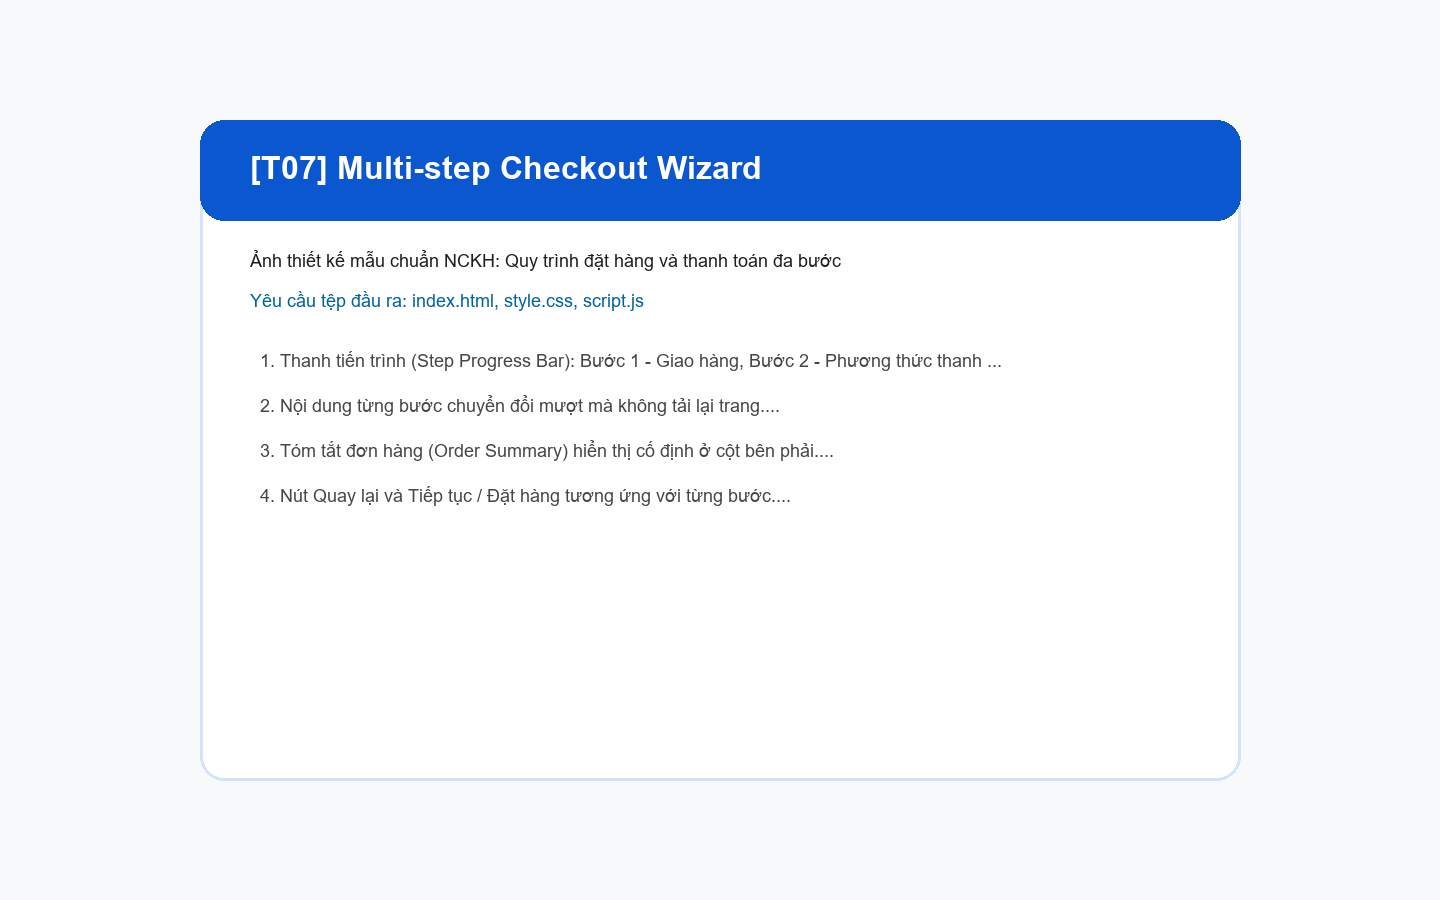 [T07] Multi-step Checkout Wizard
Ảnh thiết kế mẫu chuẩn NCKH: Quy trình đặt hàng và thanh toán đa bước
Yêu cầu tệp đầu ra: index.html, style.css, script.js
1. Thanh tiến trình (Step Progress Bar): Bước 1 - Giao hàng, Bước 2 - Phương thức thanh ...
2. Nội dung từng bước chuyển đổi mượt mà không tải lại trang....
3. Tóm tắt đơn hàng (Order Summary) hiển thị cố định ở cột bên phải....
4. Nút Quay lại và Tiếp tục / Đặt hàng tương ứng với từng bước....